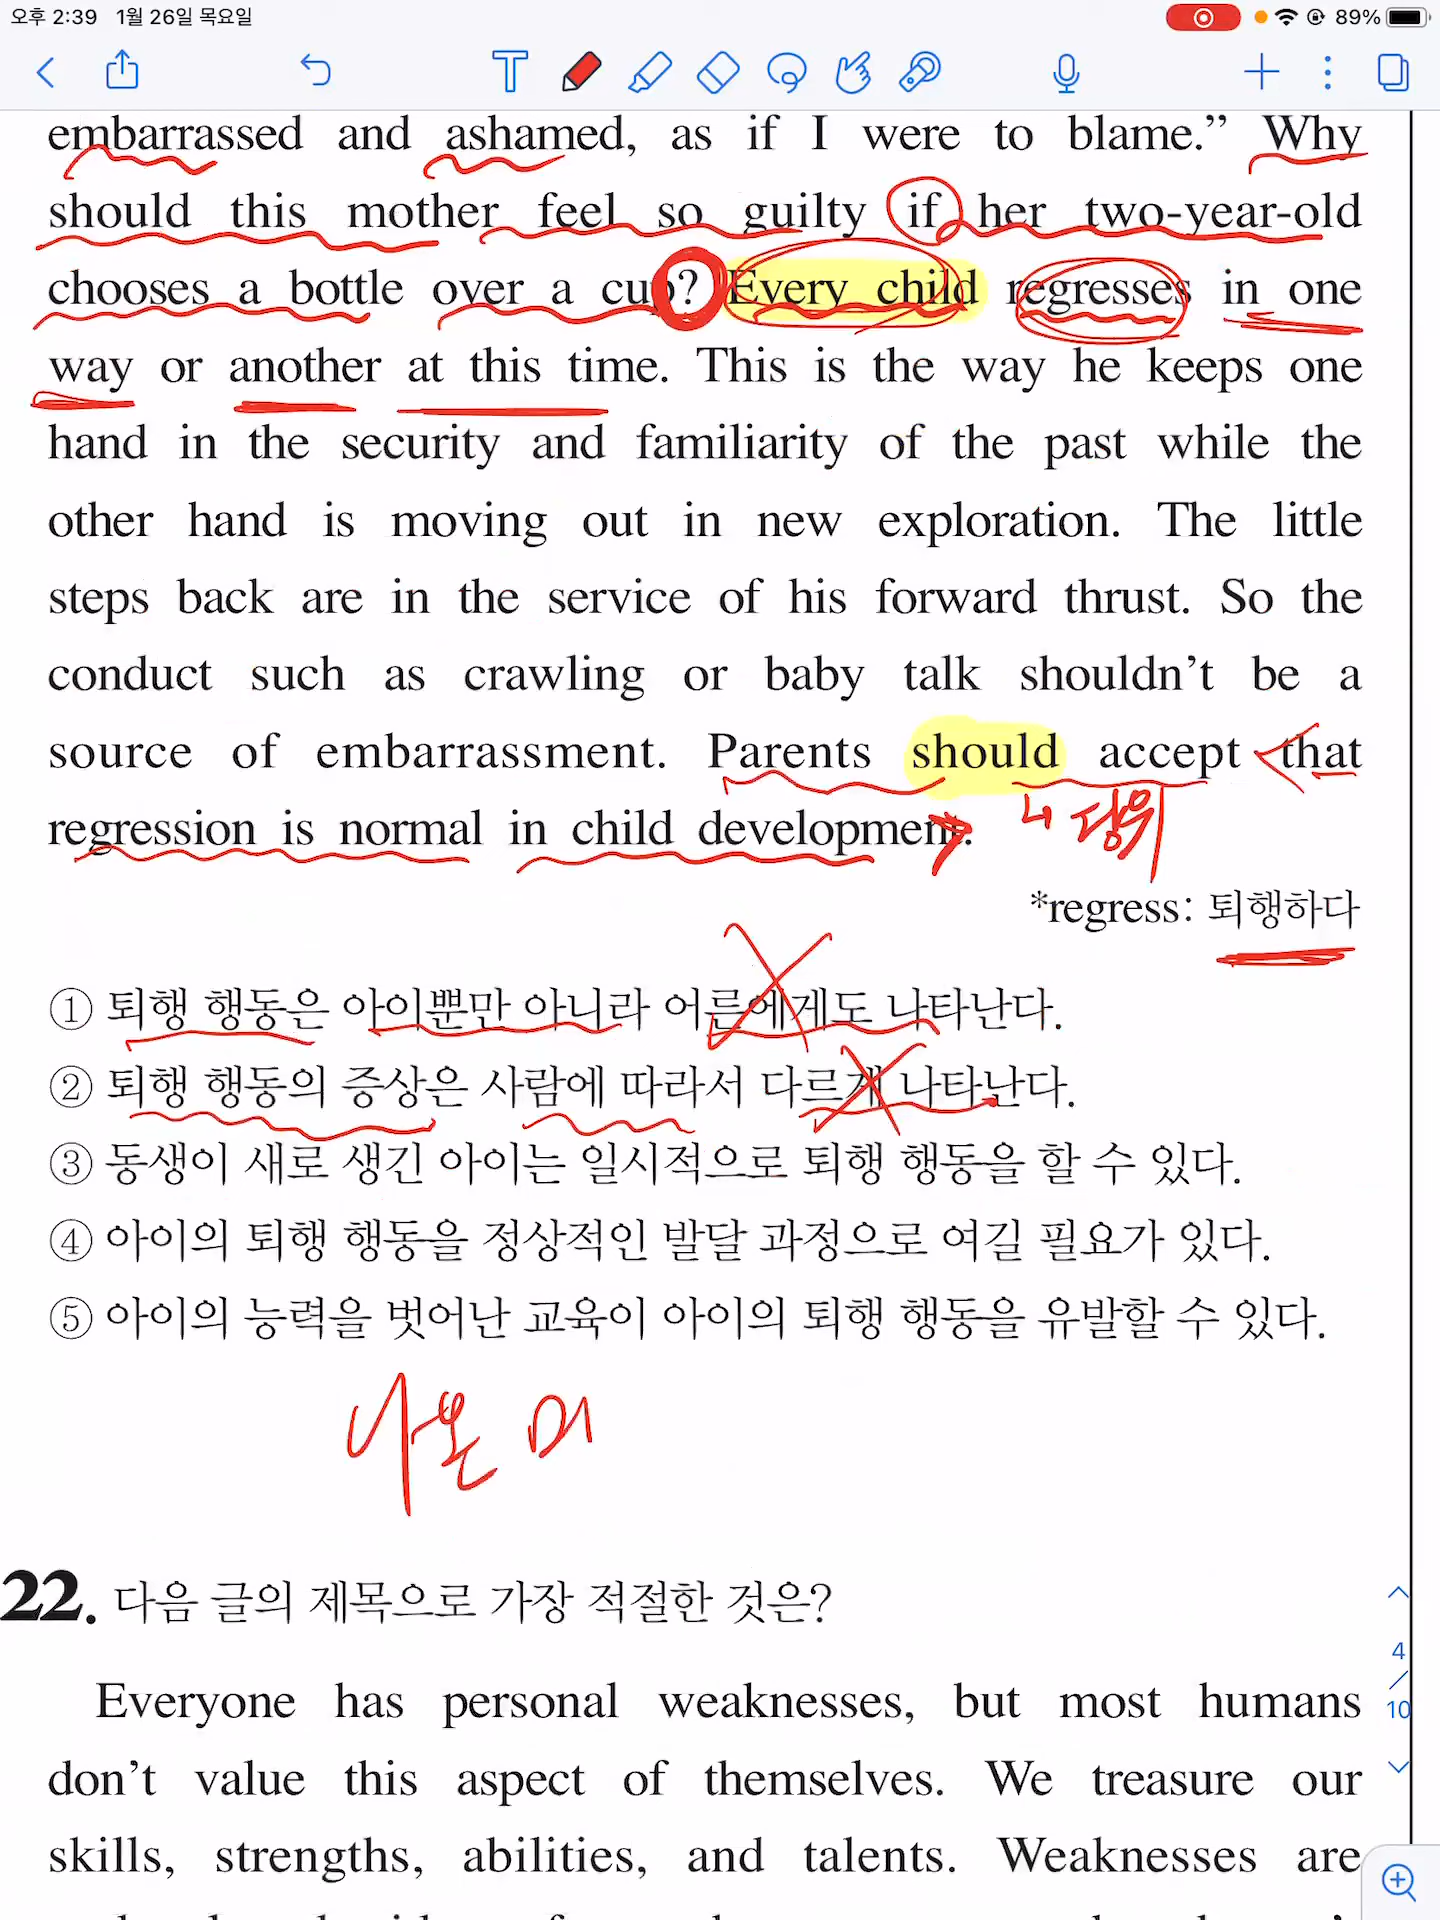 오후 2:39 1월 26일 목요일 89%
embarrassed and ashamed, as if I were to blame.” Why
should this mother feel so guilty if her two-year-old
chooses a bottle over a cup? Every child regresses in one
way or another at this time. This is the way he keeps one
hand in the security and familiarity of the past while the
other hand is moving out in new exploration. The little
steps back are in the service of his forward thrust. So the
conduct such as crawling or baby talk shouldn’t be a
source of embarrassment. Parents should accept that
regression is normal in child development.
당위
*regress: 퇴행하다
① 퇴행 행동은 아이뿐만 아니라 어른에게도 나타난다.
② 퇴행 행동의 증상은 사람에 따라서 다르게 나타난다.
③ 동생이 새로 생긴 아이는 일시적으로 퇴행 행동을 할 수 있다.
④ 아이의 퇴행 행동을 정상적인 발달 과정으로 여길 필요가 있다.
⑤ 아이의 능력을 벗어난 교육이 아이의 퇴행 행동을 유발할 수 있다.
나온 머
22. 다음 글의 제목으로 가장 적절한 것은?
Everyone has personal weaknesses, but most humans
don’t value this aspect of themselves. We treasure our
skills, strengths, abilities, and talents. Weaknesses are
4
/
10